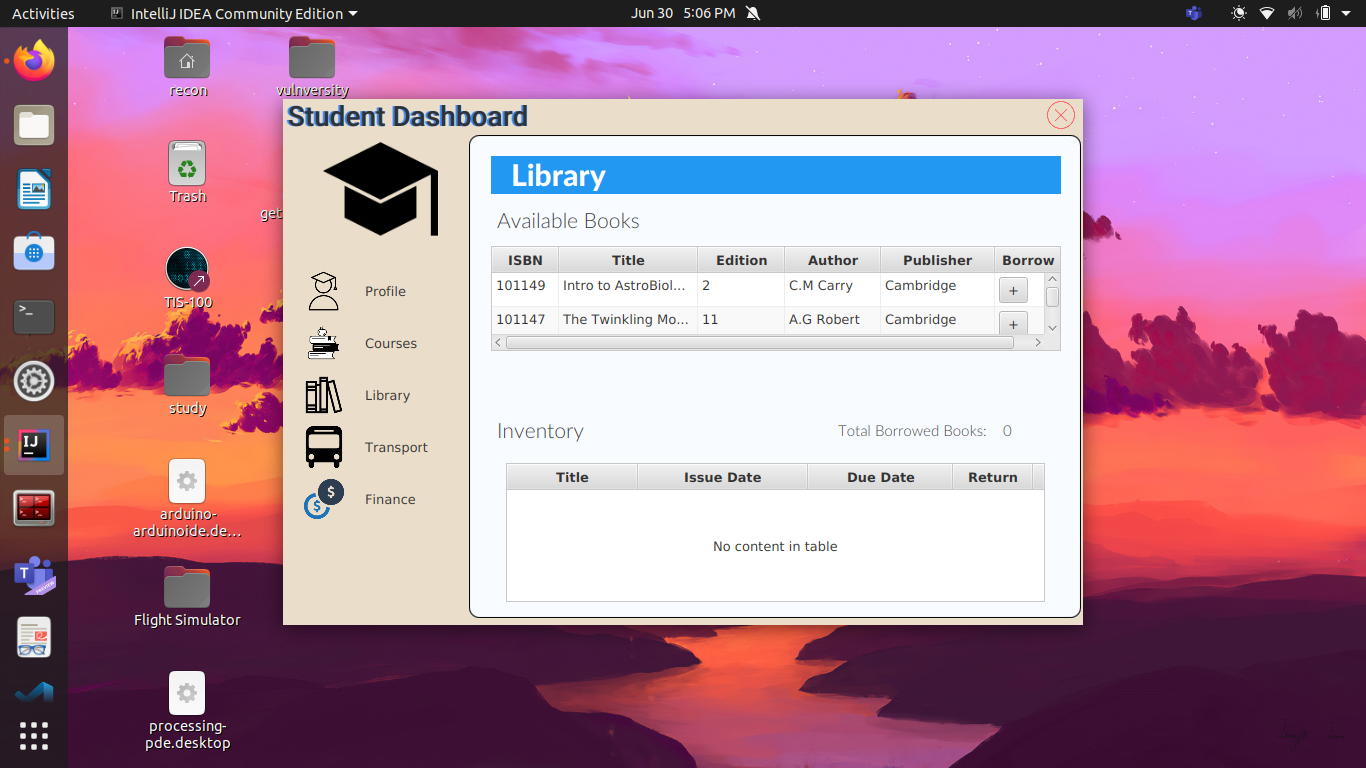 Activities
IntelliJ IDEA Community Edition
Jun 30 5:06 PM
recon
vulnversity
Trash
get
TIS-100
study
arduino-
arduinoide.de...
Flight Simulator
processing-
pde.desktop
Student Dashboard
Profile
Courses
Library
Transport
Finance
Library
Available Books
ISBN Title Edition Author Publisher Borrow
101149 Intro to AstroBiol... 2 C.M Carry Cambridge +
101147 The Twinkling Mo... 11 A.G Robert Cambridge +
Inventory
Total Borrowed Books: 0
Title Issue Date Due Date Return
No content in table